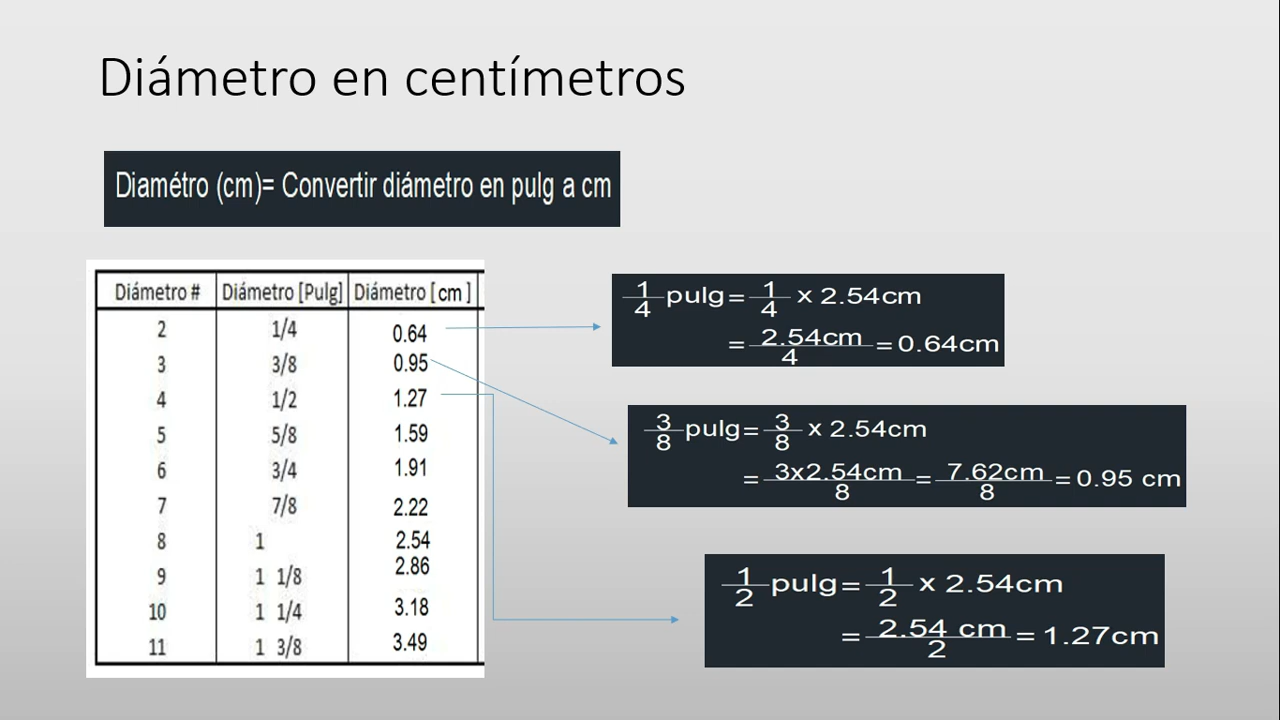 Diámetro en centímetros
Diamétro (cm)= Convertir diámetro en pulg a cm
Diámetro # Diámetro [Pulg] Diámetro [cm]
2 1/4 0.64
3 3/8 0.95
4 1/2 1.27
5 5/8 1.59
6 3/4 1.91
7 7/8 2.22
8 1 2.54
9 1 1/8 2.86
10 1 1/4 3.18
11 1 3/8 3.49
1/4 pulg= 1/4 x 2.54cm
= 2.54cm/4 = 0.64cm
3/8 pulg= 3/8 x 2.54cm
= 3x2.54cm/8 = 7.62cm/8 = 0.95 cm
1/2 pulg= 1/2 x 2.54cm
= 2.54 cm/2 = 1.27cm